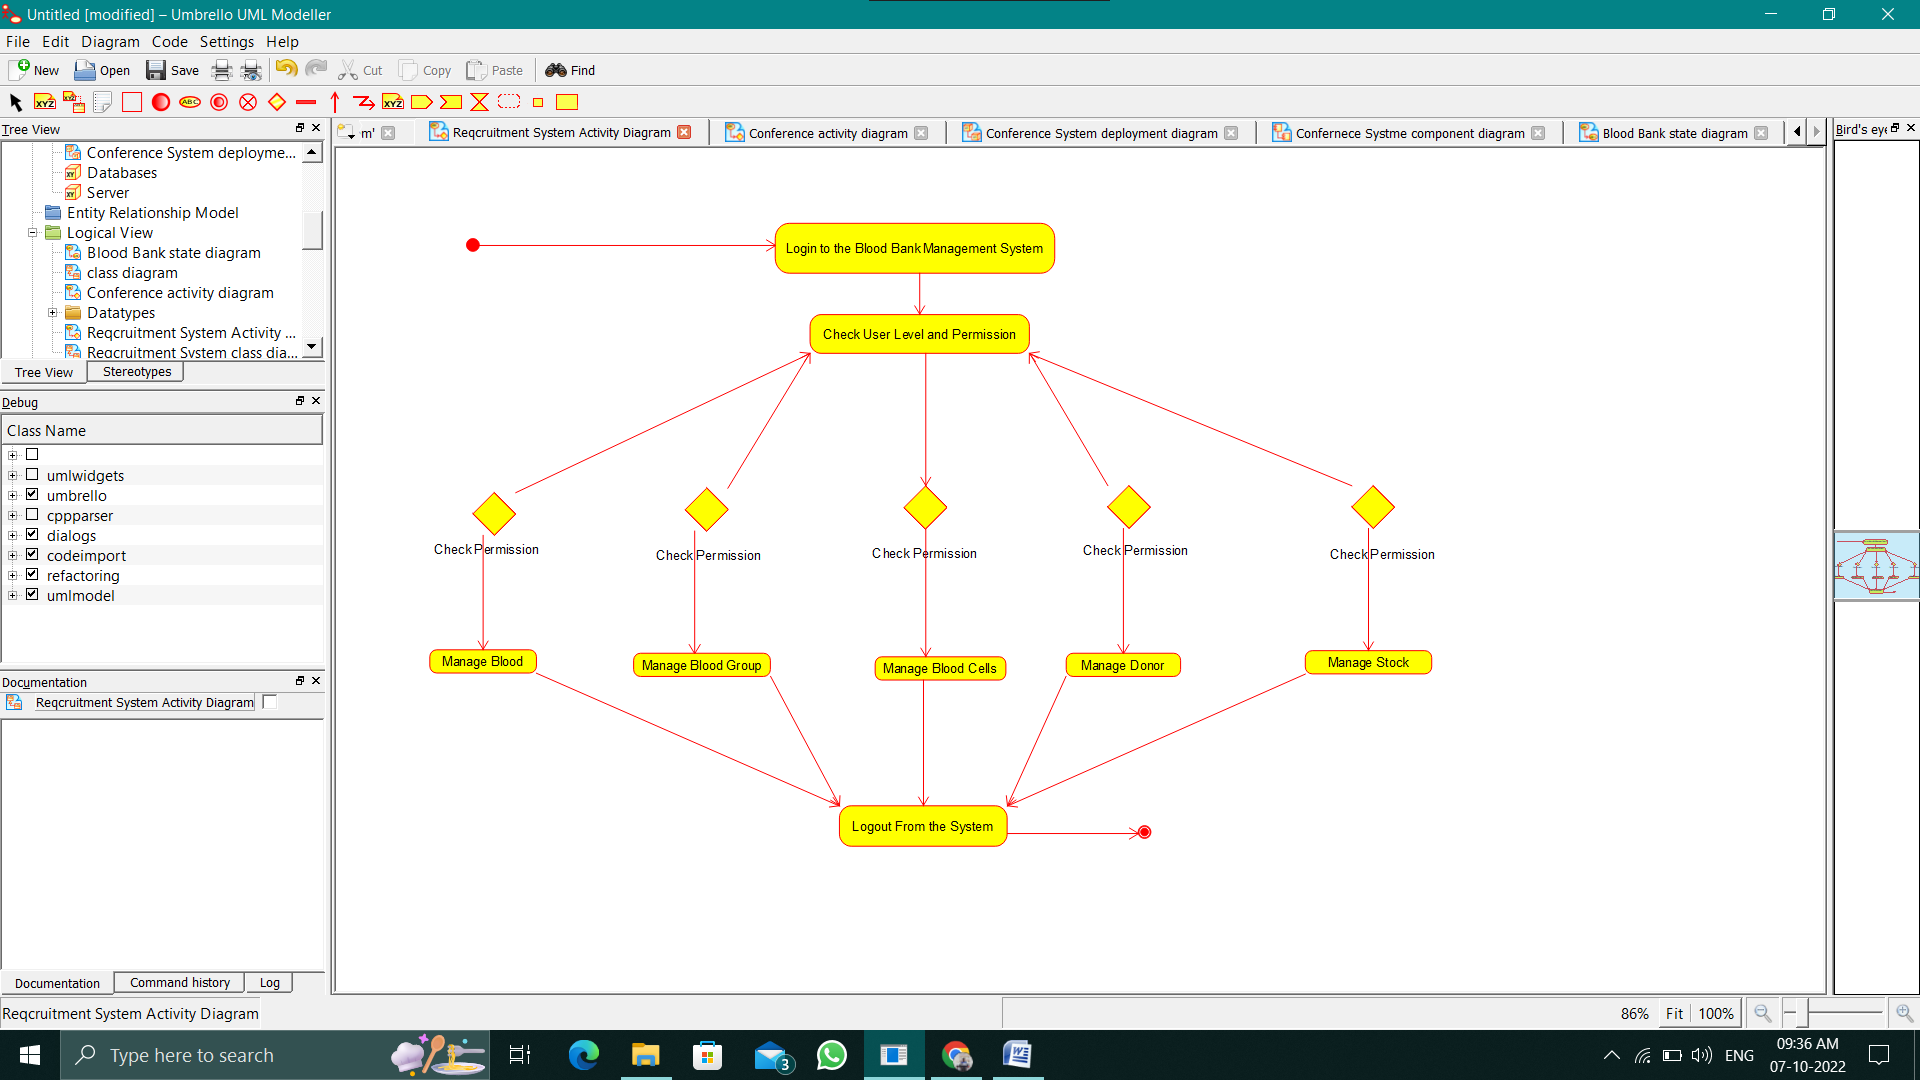 Untitled [modified] – Umbrello UML Modeller
File Edit Diagram Code Settings Help
New Open Save Cut Copy Paste Find
XYZ XYZ ABC XYZ
Tree View
m'
Reqcruitment System Activity Diagram
Conference activity diagram
Conference System deployment diagram
Confernece Systme component diagram
Blood Bank state diagram
Bird's eye
Conference System deployme...
Databases
Server
Entity Relationship Model
Logical View
Blood Bank state diagram
class diagram
Conference activity diagram
Datatypes
Reqcruitment System Activity ...
Reqcruitment System class dia...
Tree View Stereotypes
Debug
Class Name
umlwidgets
umbrello
cppparser
dialogs
codeimport
refactoring
umlmodel
Documentation
Reqcruitment System Activity Diagram
Documentation Command history Log
Login to the Blood Bank Management System
Check User Level and Permission
Check Permission
Check Permission
Check Permission
Check Permission
Check Permission
Manage Blood
Manage Blood Group
Manage Blood Cells
Manage Donor
Manage Stock
Logout From the System
Reqcruitment System Activity Diagram
86% Fit 100%
Type here to search
3
ENG
09:36 AM
07-10-2022